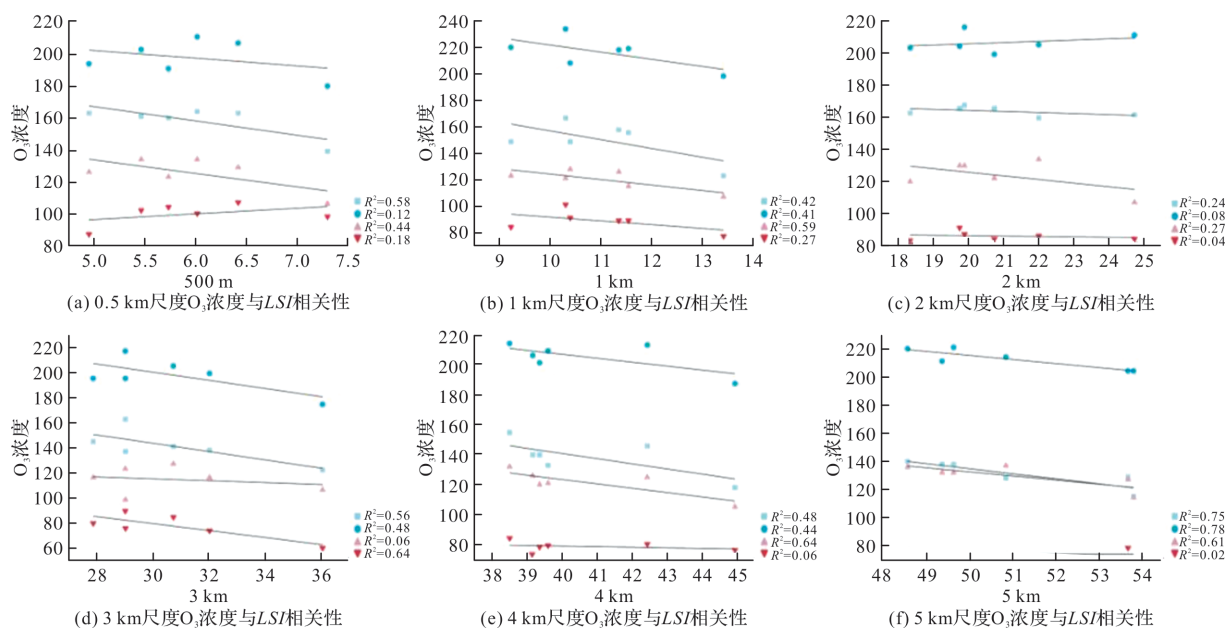 220
200
180
160
140
120
100
80
O₃浓度
5.0 5.5 6.0 6.5 7.0 7.5
500 m
R²=0.58
R²=0.12
R²=0.44
R²=0.18
(a) 0.5 km尺度O₃浓度与LSI相关性
240
220
200
180
160
140
120
100
80
O₃浓度
8 9 10 11 12 13 14
1 km
R²=0.42
R²=0.41
R²=0.59
R²=0.27
(b) 1 km尺度O₃浓度与LSI相关性
220
200
180
160
140
120
100
80
O₃浓度
18 19 20 21 22 23 24 25
2 km
R²=0.24
R²=0.08
R²=0.27
R²=0.04
(c) 2 km尺度O₃浓度与LSI相关性
220
200
180
160
140
120
100
80
60
O₃浓度
28 29 30 31 32 33 34 35 36
3 km
R²=0.56
R²=0.48
R²=0.06
R²=0.64
(d) 3 km尺度O₃浓度与LSI相关性
220
200
180
160
140
120
100
80
O₃浓度
38 39 40 41 42 43 44 45
4 km
R²=0.48
R²=0.44
R²=0.64
R²=0.06
(e) 4 km尺度O₃浓度与LSI相关性
220
200
180
160
140
120
100
80
O₃浓度
48 49 50 51 52 53 54
5 km
R²=0.75
R²=0.78
R²=0.61
R²=0.02
(f) 5 km尺度O₃浓度与LSI相关性